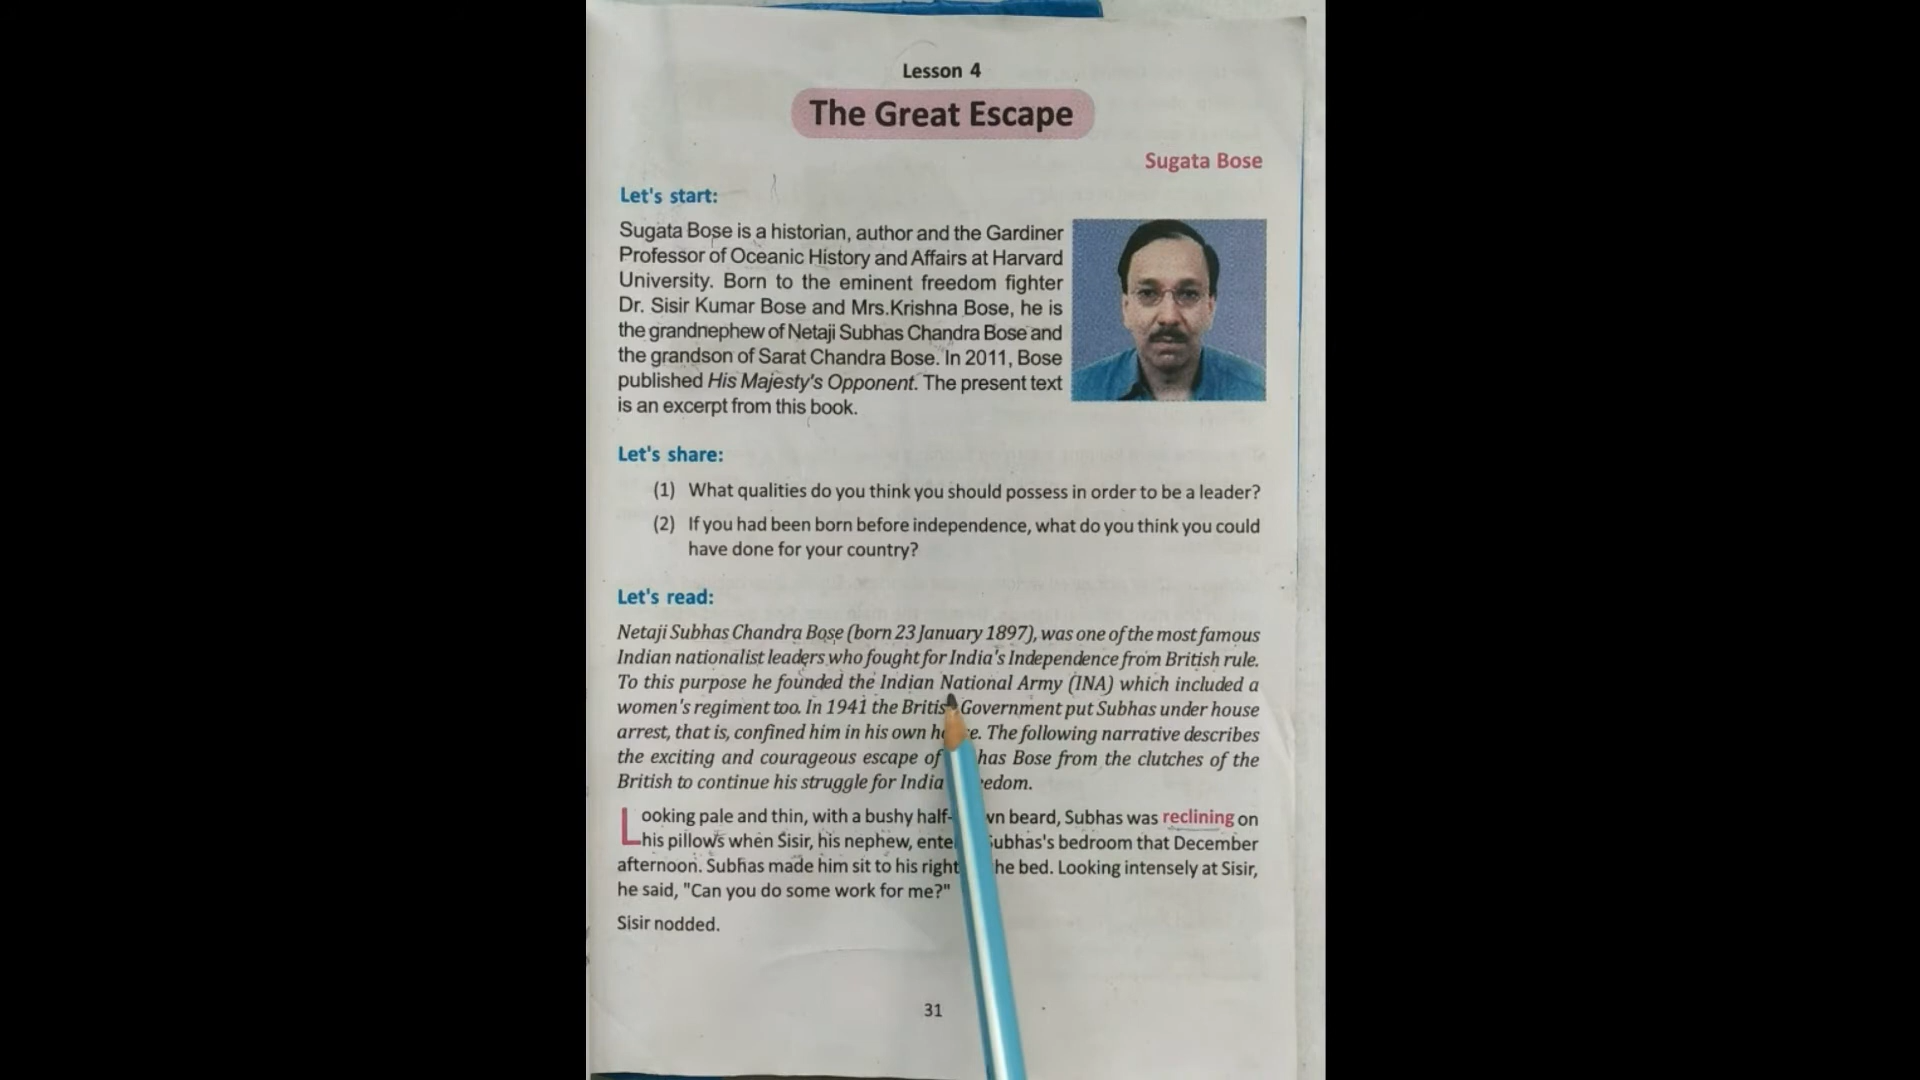 Lesson 4
The Great Escape
Sugata Bose
Let's start:
Sugata Bose is a historian, author and the Gardiner
Professor of Oceanic History and Affairs at Harvard
University. Born to the eminent freedom fighter
Dr. Sisir Kumar Bose and Mrs.Krishna Bose, he is
the grandnephew of Netaji Subhas Chandra Bose and
the grandson of Sarat Chandra Bose. In 2011, Bose
published His Majesty's Opponent. The present text
is an excerpt from this book.
Let's share:
(1) What qualities do you think you should possess in order to be a leader?
(2) If you had been born before independence, what do you think you could
have done for your country?
Let's read:
Netaji Subhas Chandra Bose (born 23 January 1897), was one of the most famous
Indian nationalist leaders who fought for India's Independence from British rule.
To this purpose he founded the Indian National Army (INA) which included a
women's regiment too. In 1941 the British Government put Subhas under house
arrest, that is, confined him in his own The following narrative describes
the exciting and courageous escape of Bose from the clutches of the
British to continue his struggle for
Looking pale and thin, with a bushy beard, Subhas was reclining on
his pillows when Sisir, his nephew, Subhas's bedroom that December
afternoon. Subhas made him sit to his right bed. Looking intensely at Sisir,
he said, "Can you do some work for me?"
Sisir nodded.
31